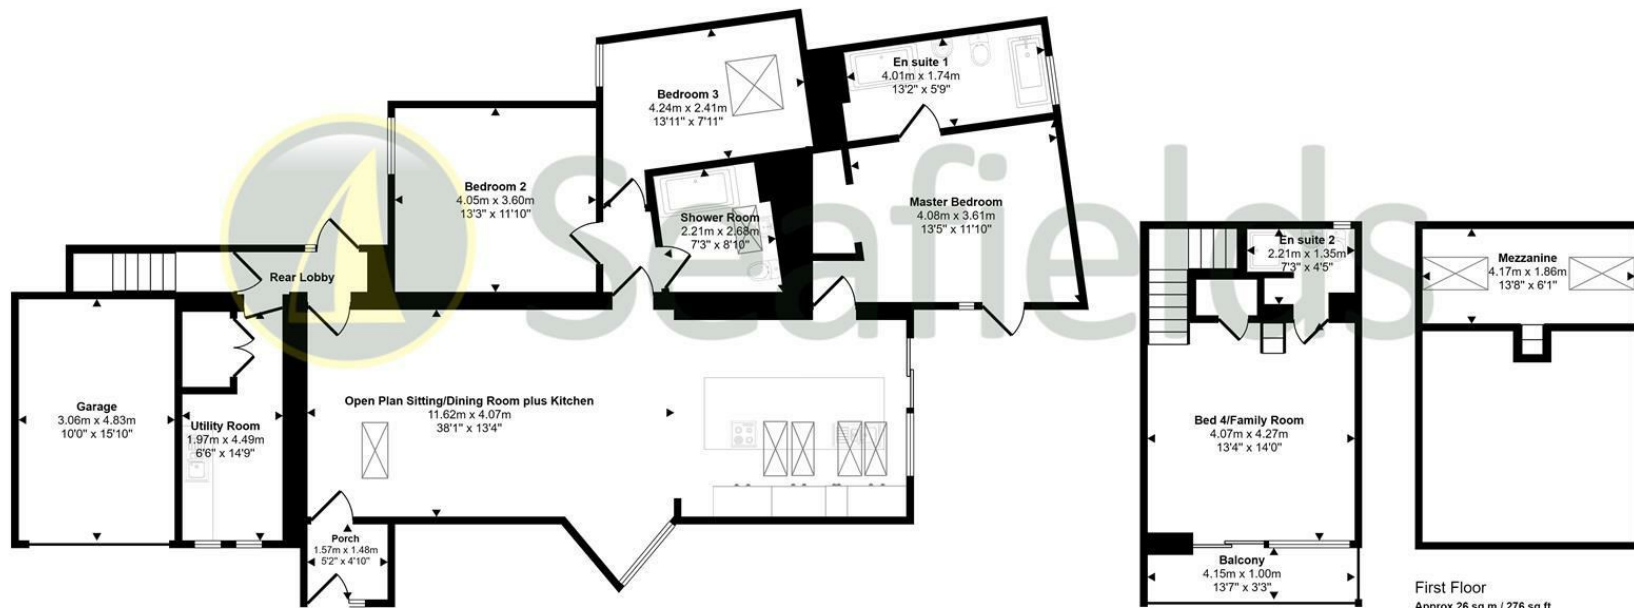 Bedroom 3
4.24m x 2.41m
13'11" x 7'11"
En suite 1
4.01m x 1.74m
13'2" x 5'9"
Bedroom 2
4.05m x 3.60m
13'3" x 11'10"
Shower Room
2.21m x 2.68m
7'3" x 8'10"
Master Bedroom
4.08m x 3.61m
13'5" x 11'10"
Seafields
Rear Lobby
Garage
3.06m x 4.83m
10'0" x 15'10"
Utility Room
1.97m x 4.49m
6'6" x 14'9"
Open Plan Sitting/Dining Room plus Kitchen
11.62m x 4.07m
38'1" x 13'4"
Porch
1.57m x 1.48m
5'2" x 4'10"
En suite 2
2.21m x 1.35m
7'3" x 4'5"
Bed 4/Family Room
4.07m x 4.27m
13'4" x 14'0"
Balcony
4.15m x 1.00m
13'7" x 3'3"
Mezzanine
4.17m x 1.86m
13'8" x 6'1"
First Floor
Approx 26 sq m / 276 sq ft